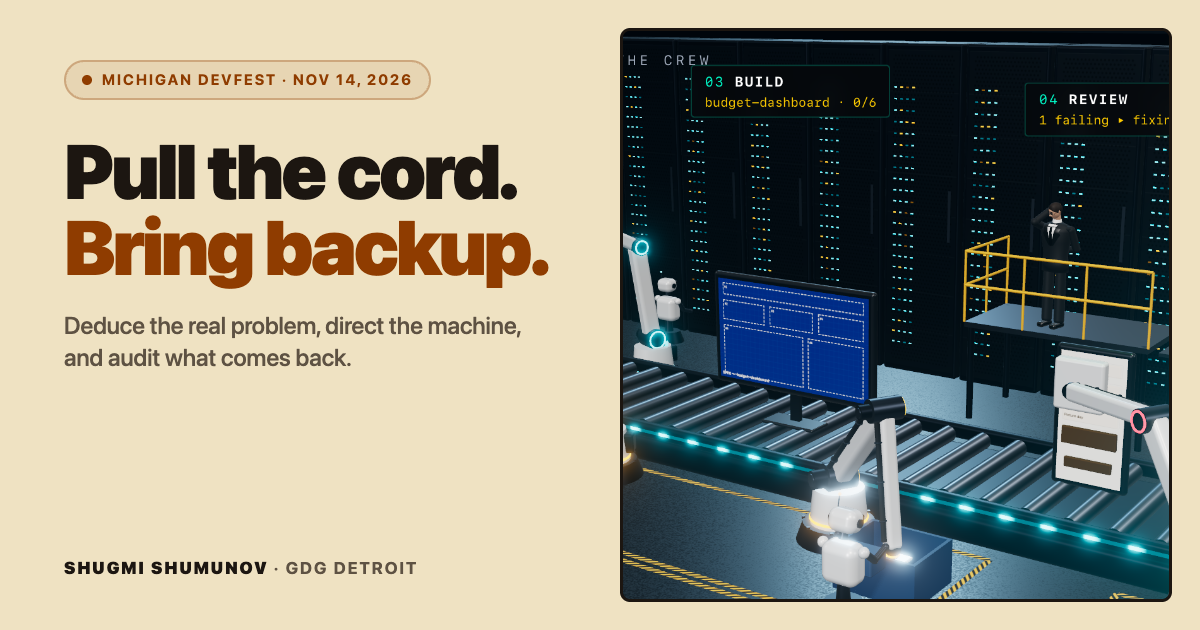 MICHIGAN DEVFEST · NOV 14, 2026
Pull the cord.
Bring backup.
Deduce the real problem, direct the machine,
and audit what comes back.
SHUGMI SHUMUNOV · GDG DETROIT
HE CREW
03 BUILD
budget-dashboard · 0/6
04 REVIEW
1 failing ▸ fixin